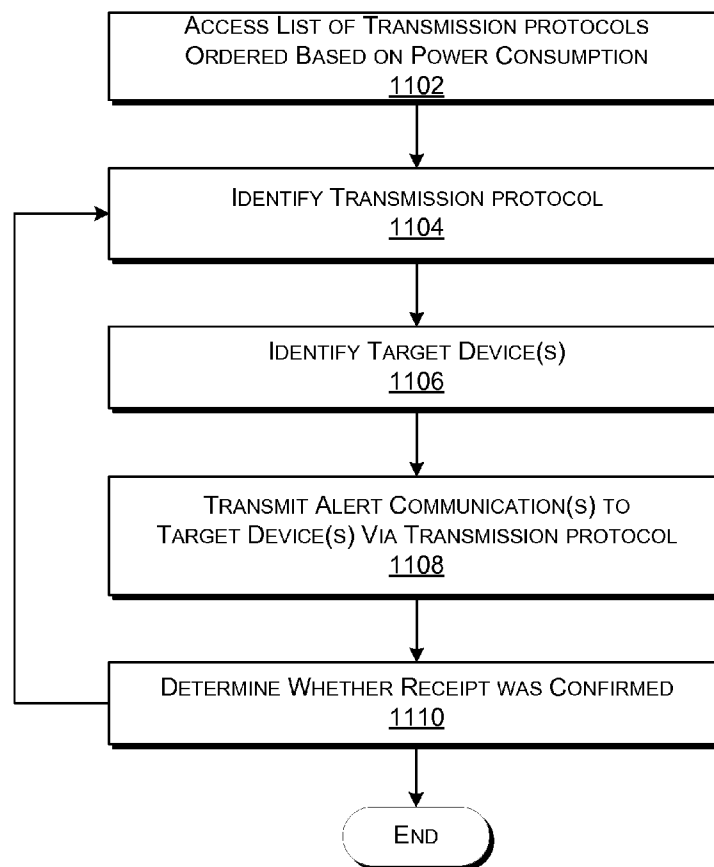 ACCESS LIST OF TRANSMISSION PROTOCOLS
ORDERED BASED ON POWER CONSUMPTION
1102
IDENTIFY TRANSMISSION PROTOCOL
1104
IDENTIFY TARGET DEVICE(S)
1106
TRANSMIT ALERT COMMUNICATION(S) TO
TARGET DEVICE(S) VIA TRANSMISSION PROTOCOL
1108
DETERMINE WHETHER RECEIPT WAS CONFIRMED
1110
END